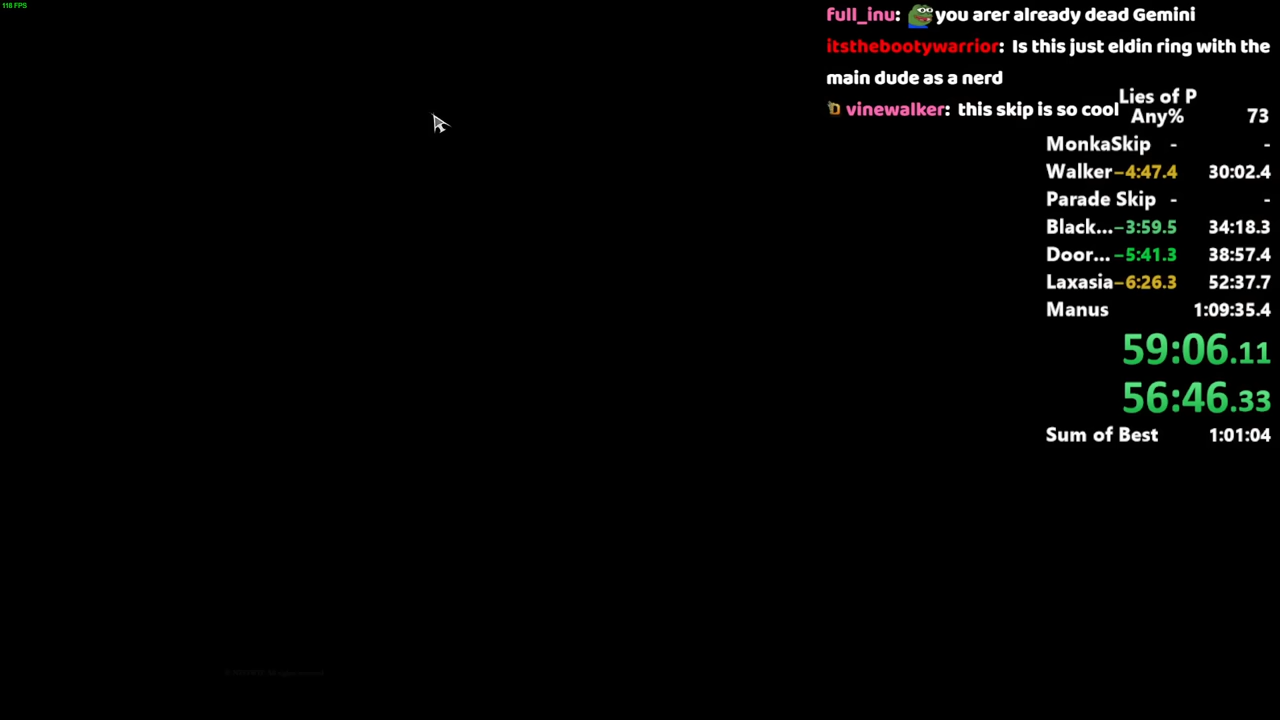 118 FPS
full_inu: you arer already dead Gemini
itsthebootywarrior: Is this just eldin ring with the
main dude as a nerd
vinewalker: this skip is so cool
Lies of P
Any% 73
MonkaSkip - -
Walker -4:47.4 30:02.4
Parade Skip - -
Black... -3:59.5 34:18.3
Door... -5:41.3 38:57.4
Laxasia -6:26.3 52:37.7
Manus 1:09:35.4
59:06.11
56:46.33
Sum of Best 1:01:04